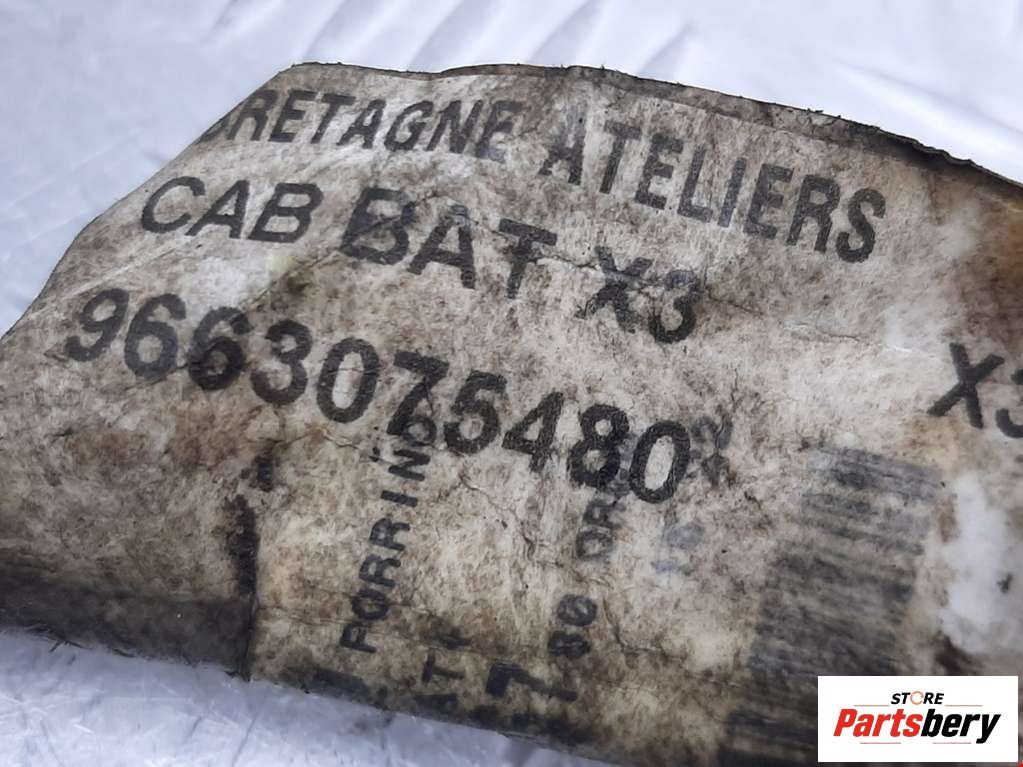 BRETAGNE ATELIERS
CAB BAT X3
X3
9663075480
PORRINO
STORE
Partsbery